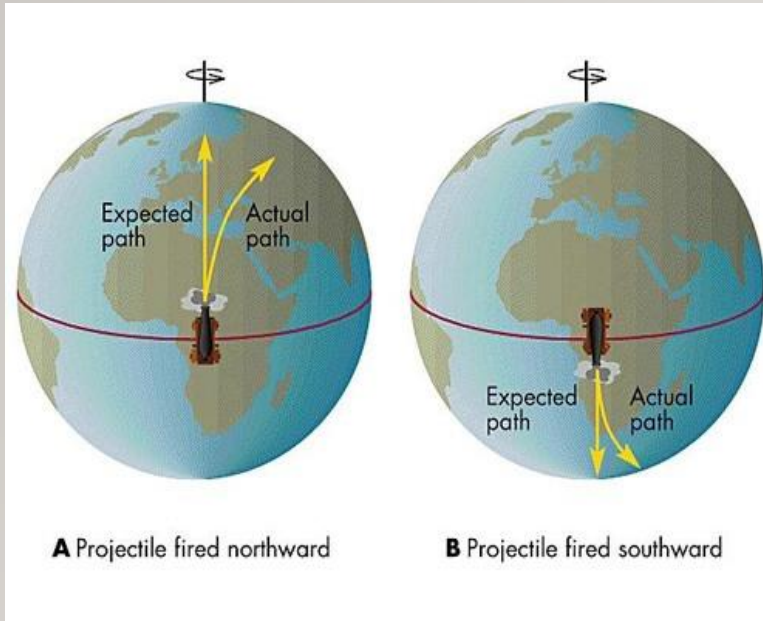 Expected
path
Actual
path
Expected
path
Actual
path
A Projectile fired northward
B Projectile fired southward